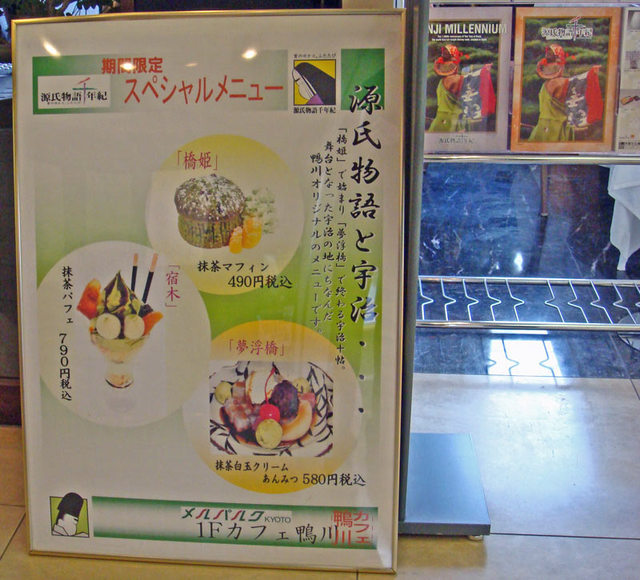 期間限定
スペシャルメニュー
源氏物語千年紀
源氏物語千年紀
源氏物語と宇治・・・
「橋姫」で始まり「夢浮橋」で終わる宇治十帖。
舞台となった宇治の地にちなんだ
鴨川オリジナルのメニューです。
「橋姫」
抹茶マフィン
490円税込
「宿木」
抹茶パフェ 790円税込
「夢浮橋」
抹茶白玉クリーム
あんみつ 580円税込
メルパルク KYOTO
1Fカフェ鴨川
カフェ
鴨川
NJI MILLENNIUM
源氏物語千年紀